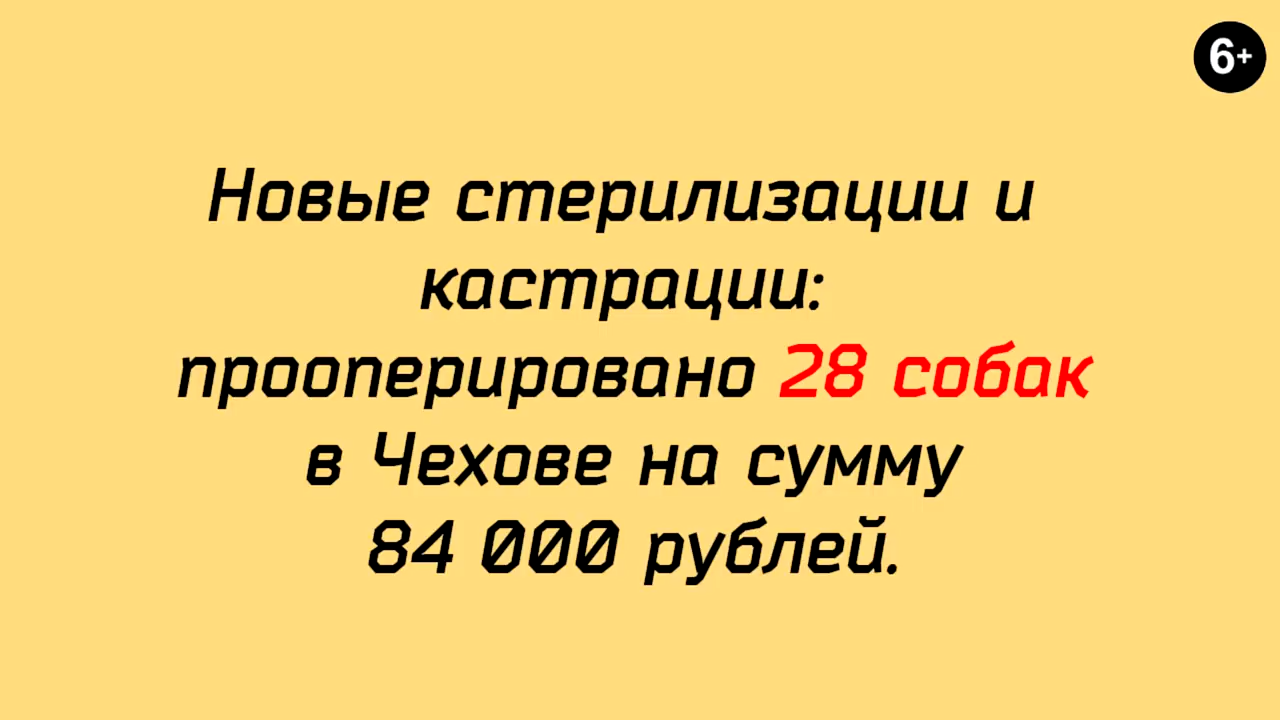 6+
Новые стерилизации и
кастрации:
прооперировано 28 собак
в Чехове на сумму
84 000 рублей.